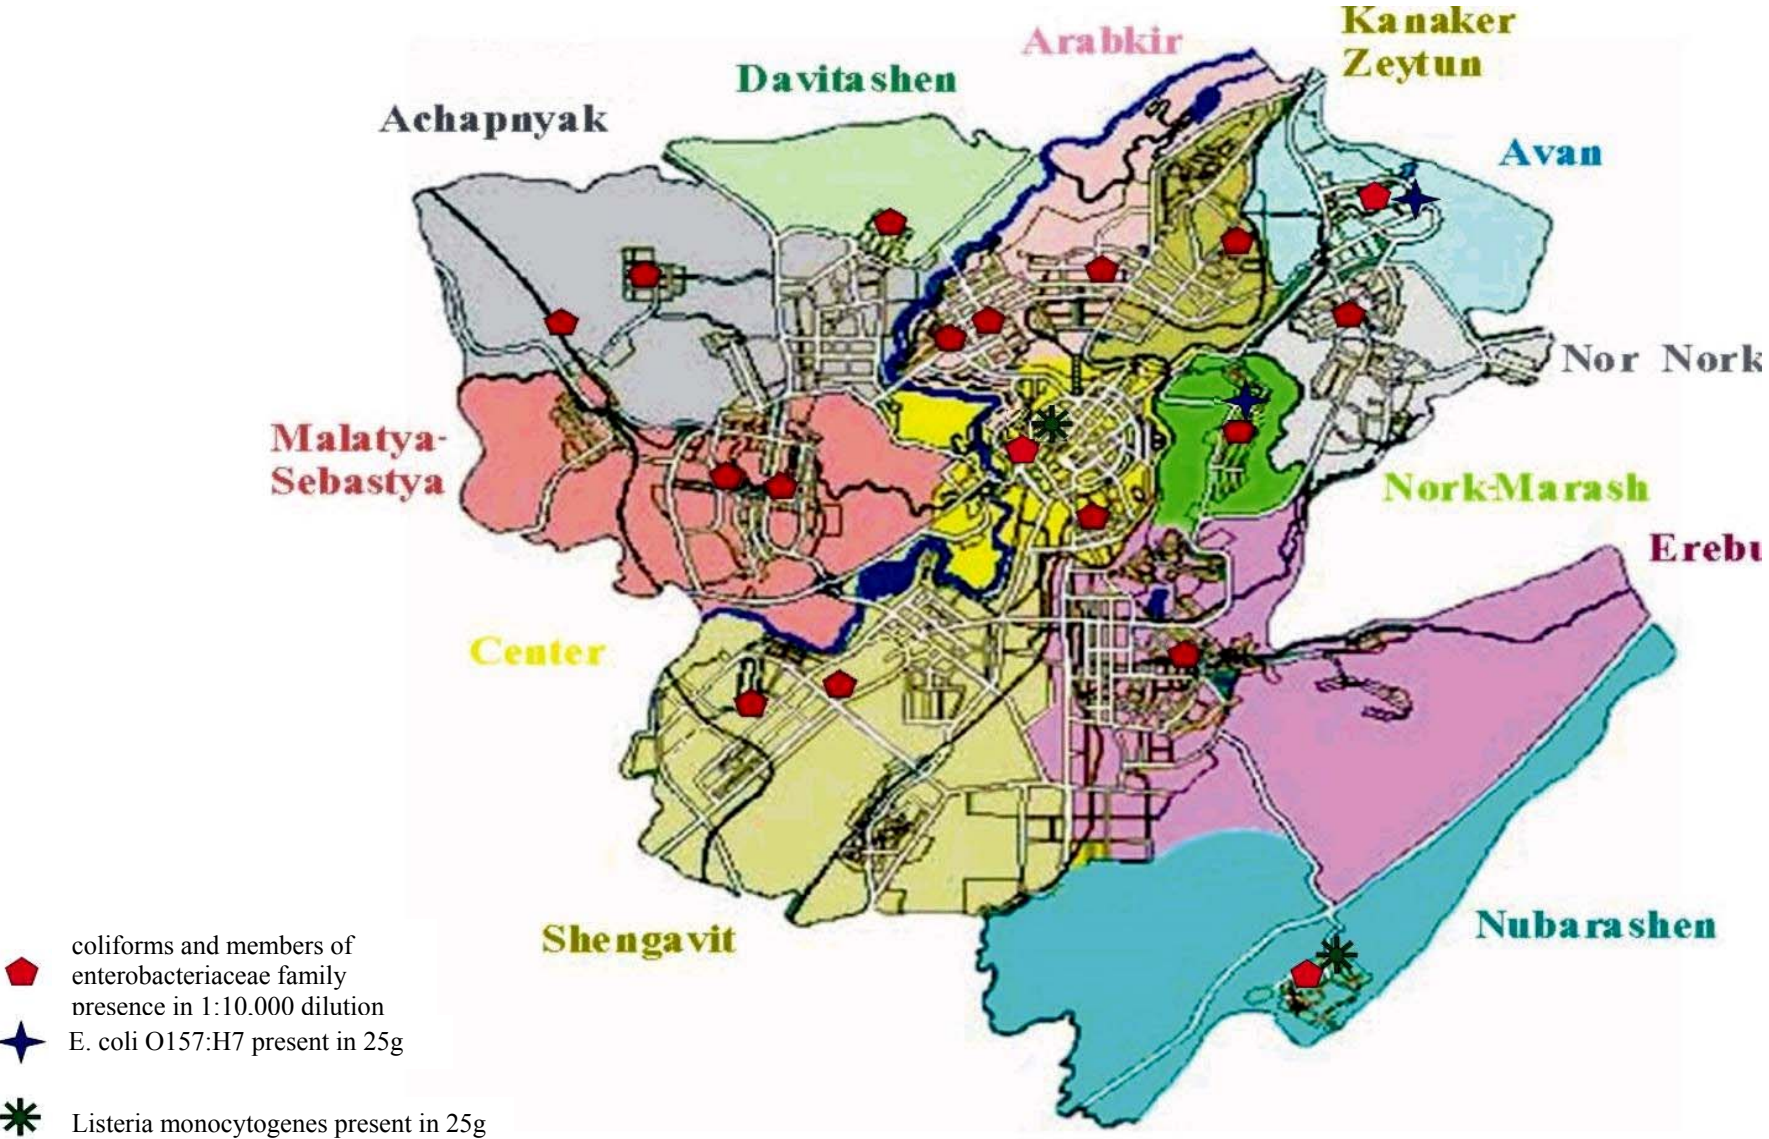 Kanaker
Zeytun
Arabkir
Davitashen
Achapnyak
Avan
Nor Nork
Malatya-
Sebastya
Nork-Marash
Erebu
Center
Nubarashen
Shengavit
coliforms and members of
enterobacteriaceae family
presence in 1:10.000 dilution
E. coli O157:H7 present in 25g
Listeria monocytogenes present in 25g